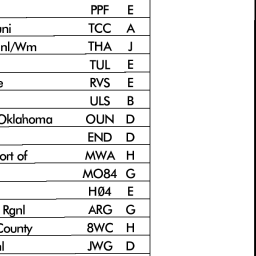 PPF E
uni TCC A
nl/Wm THA J
TUL E
e RVS E
ULS B
Oklahoma OUN D
END D
ort of MWA H
MO84 G
HØ4 E
Rgnl ARG G
County 8WC H
al JWG D